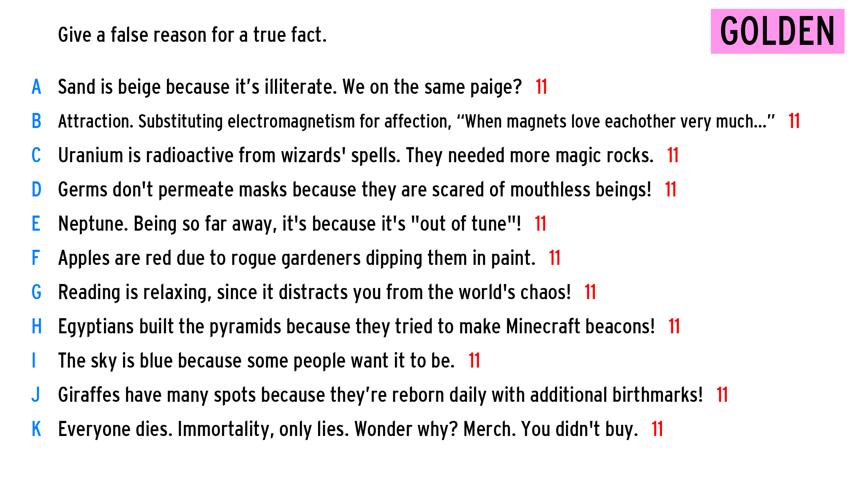 Give a false reason for a true fact.
GOLDEN
A Sand is beige because it's illiterate. We on the same paige? 11
B Attraction. Substituting electromagnetism for affection, “When magnets love eachother very much...” 11
C Uranium is radioactive from wizards' spells. They needed more magic rocks. 11
D Germs don't permeate masks because they are scared of mouthless beings! 11
E Neptune. Being so far away, it's because it's "out of tune"! 11
F Apples are red due to rogue gardeners dipping them in paint. 11
G Reading is relaxing, since it distracts you from the world's chaos! 11
H Egyptians built the pyramids because they tried to make Minecraft beacons! 11
I The sky is blue because some people want it to be. 11
J Giraffes have many spots because they're reborn daily with additional birthmarks! 11
K Everyone dies. Immortality, only lies. Wonder why? Merch. You didn't buy. 11